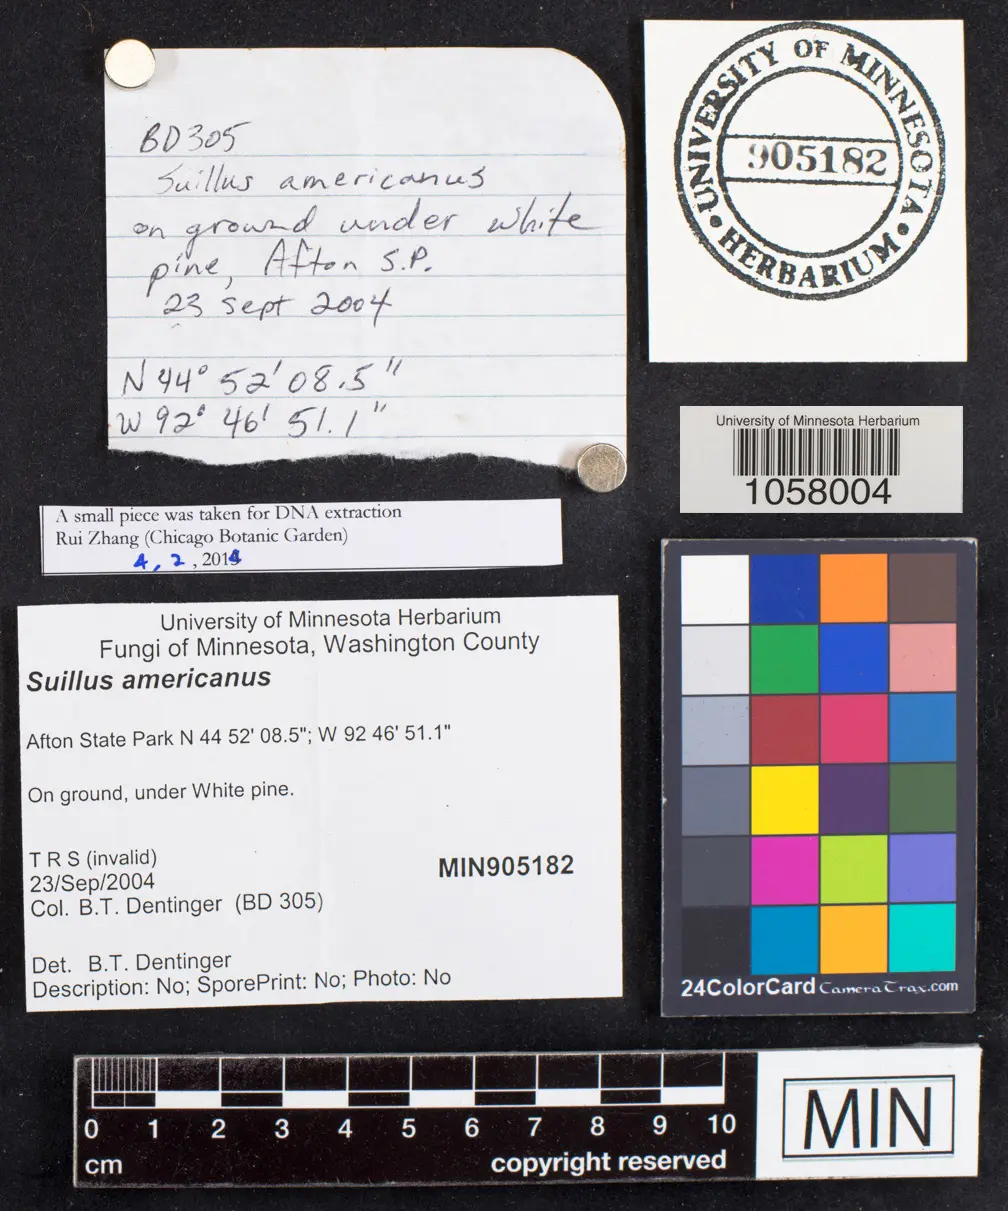 BD305
Suillus americanus
on ground under white
pine, Afton S.P.
23 Sept 2004
N 44° 52' 08.5"
W 92° 46' 51.1"
UNIVERSITY OF MINNESOTA
905182
• HERBARIUM •
University of Minnesota Herbarium
1058004
A small piece was taken for DNA extraction
Rui Zhang (Chicago Botanic Garden)
4, 2, 2014
University of Minnesota Herbarium
Fungi of Minnesota, Washington County
Suillus americanus
Afton State Park N 44 52' 08.5"; W 92 46' 51.1"
On ground, under White pine.
T R S (invalid)
23/Sep/2004
MIN905182
Col. B.T. Dentinger (BD 305)
Det. B.T. Dentinger
Description: No; SporePrint: No; Photo: No
24ColorCard CameraTrax.com
0 1 2 3 4 5 6 7 8 9 10
cm
copyright reserved
MIN